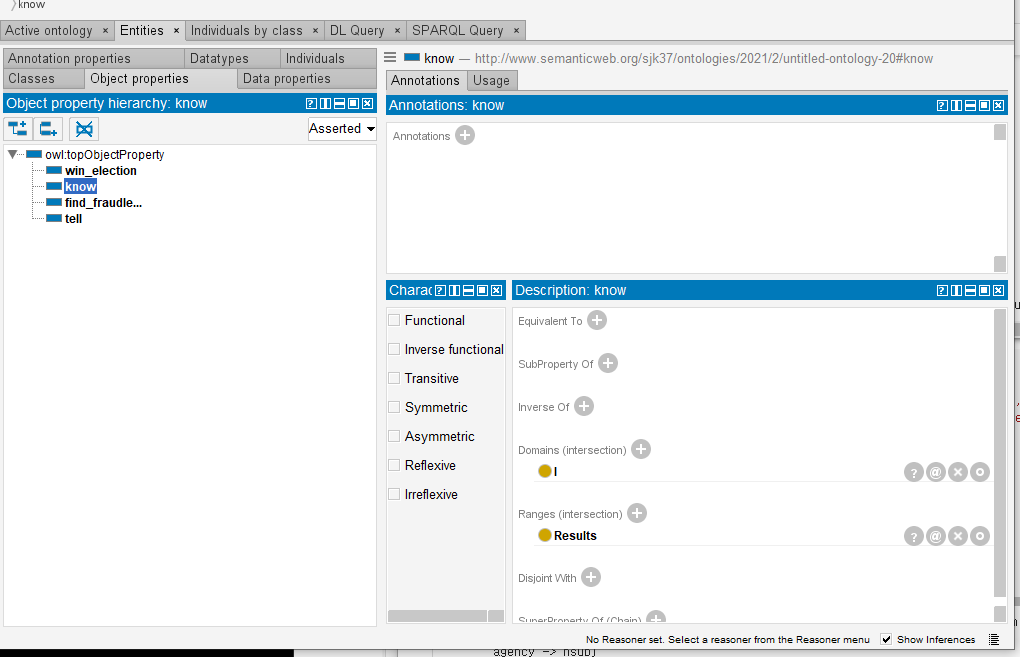 know
Active ontology × Entities × Individuals by class × DL Query × SPARQL Query ×
Annotation properties Datatypes Individuals
Classes Object properties Data properties
know — http://www.semanticweb.org/sjk37/ontologies/2021/2/untitled-ontology-20#know
Annotations Usage
Object property hierarchy: know
Asserted
owl:topObjectProperty
win_election
know
find_fraudle...
tell
Annotations: know
Annotations
Charac
Functional
Inverse functional
Transitive
Symmetric
Asymmetric
Reflexive
Irreflexive
Description: know
Equivalent To
SubProperty Of
Inverse Of
Domains (intersection)
I
Ranges (intersection)
Results
Disjoint With
SuperProperty Of (Chain)
No Reasoner set. Select a reasoner from the Reasoner menu Show Inferences
agency -> nsubj